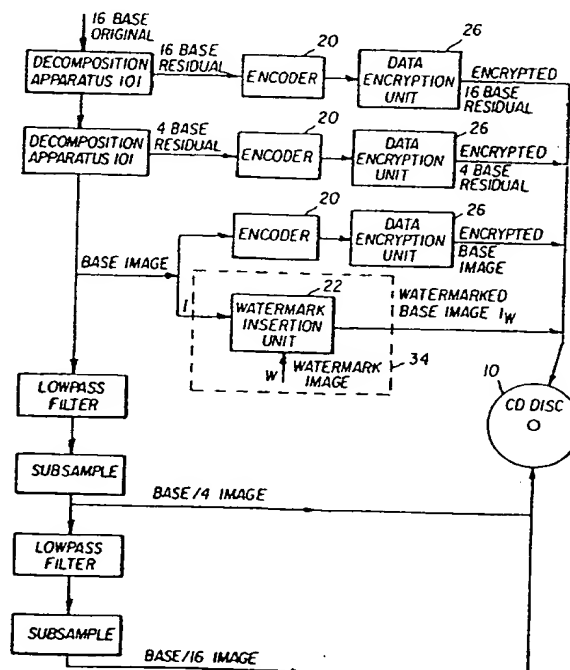 16 BASE
ORIGINAL
DECOMPOSITION
APPARATUS 101
16 BASE
RESIDUAL
20
ENCODER
26
DATA
ENCRYPTION
UNIT
ENCRYPTED
16 BASE
RESIDUAL
DECOMPOSITION
APPARATUS 101
4 BASE
RESIDUAL
20
ENCODER
26
DATA
ENCRYPTION
UNIT
ENCRYPTED
4 BASE
RESIDUAL
20
ENCODER
26
DATA
ENCRYPTION
UNIT
ENCRYPTED
BASE
IMAGE
BASE IMAGE
I
22
WATERMARK
INSERTION
UNIT
WATERMARKED
BASE IMAGE IW
W
WATERMARK
IMAGE
34
10
CD DISC
LOWPASS
FILTER
SUBSAMPLE
BASE/4 IMAGE
LOWPASS
FILTER
SUBSAMPLE
BASE/16 IMAGE